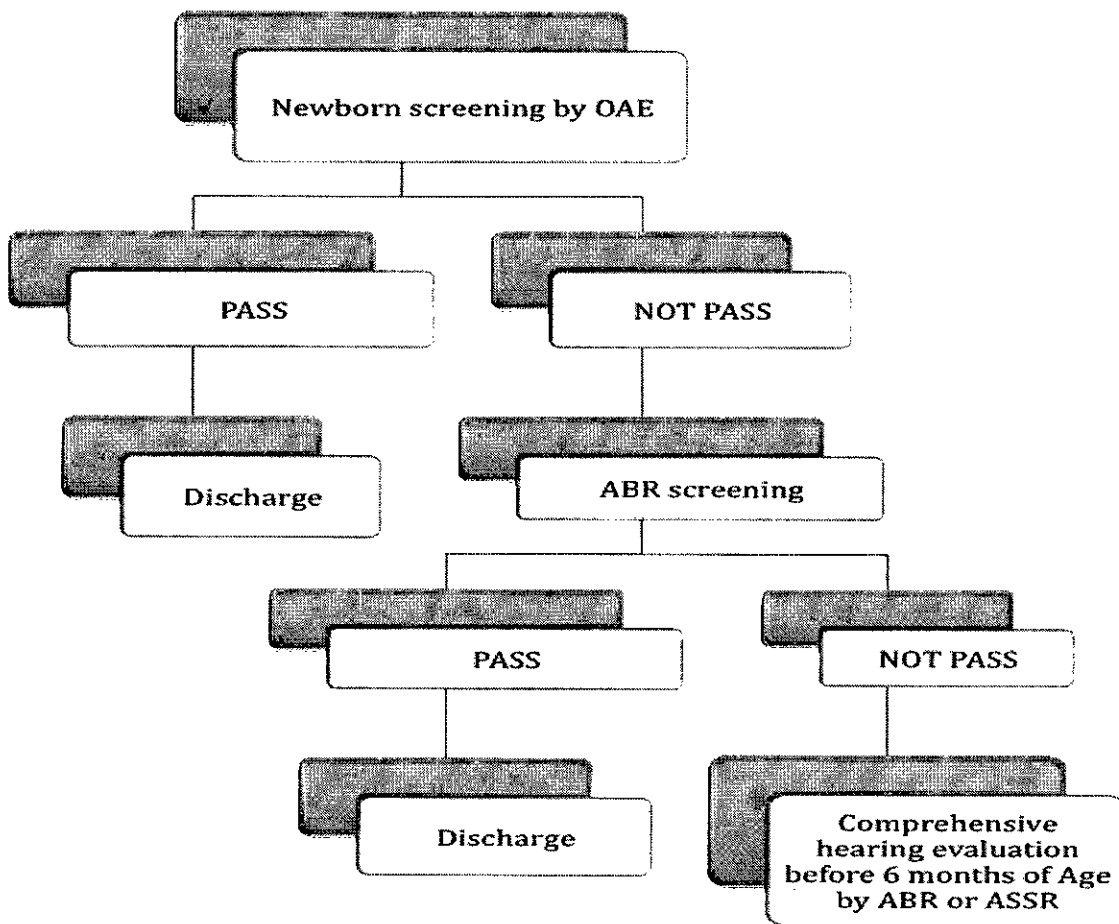 Newborn screening by OAE
PASS
NOT PASS
Discharge
ABR screening
PASS
NOT PASS
Discharge
Comprehensive
hearing evaluation
before 6 months of Age
by ABR or ASSR